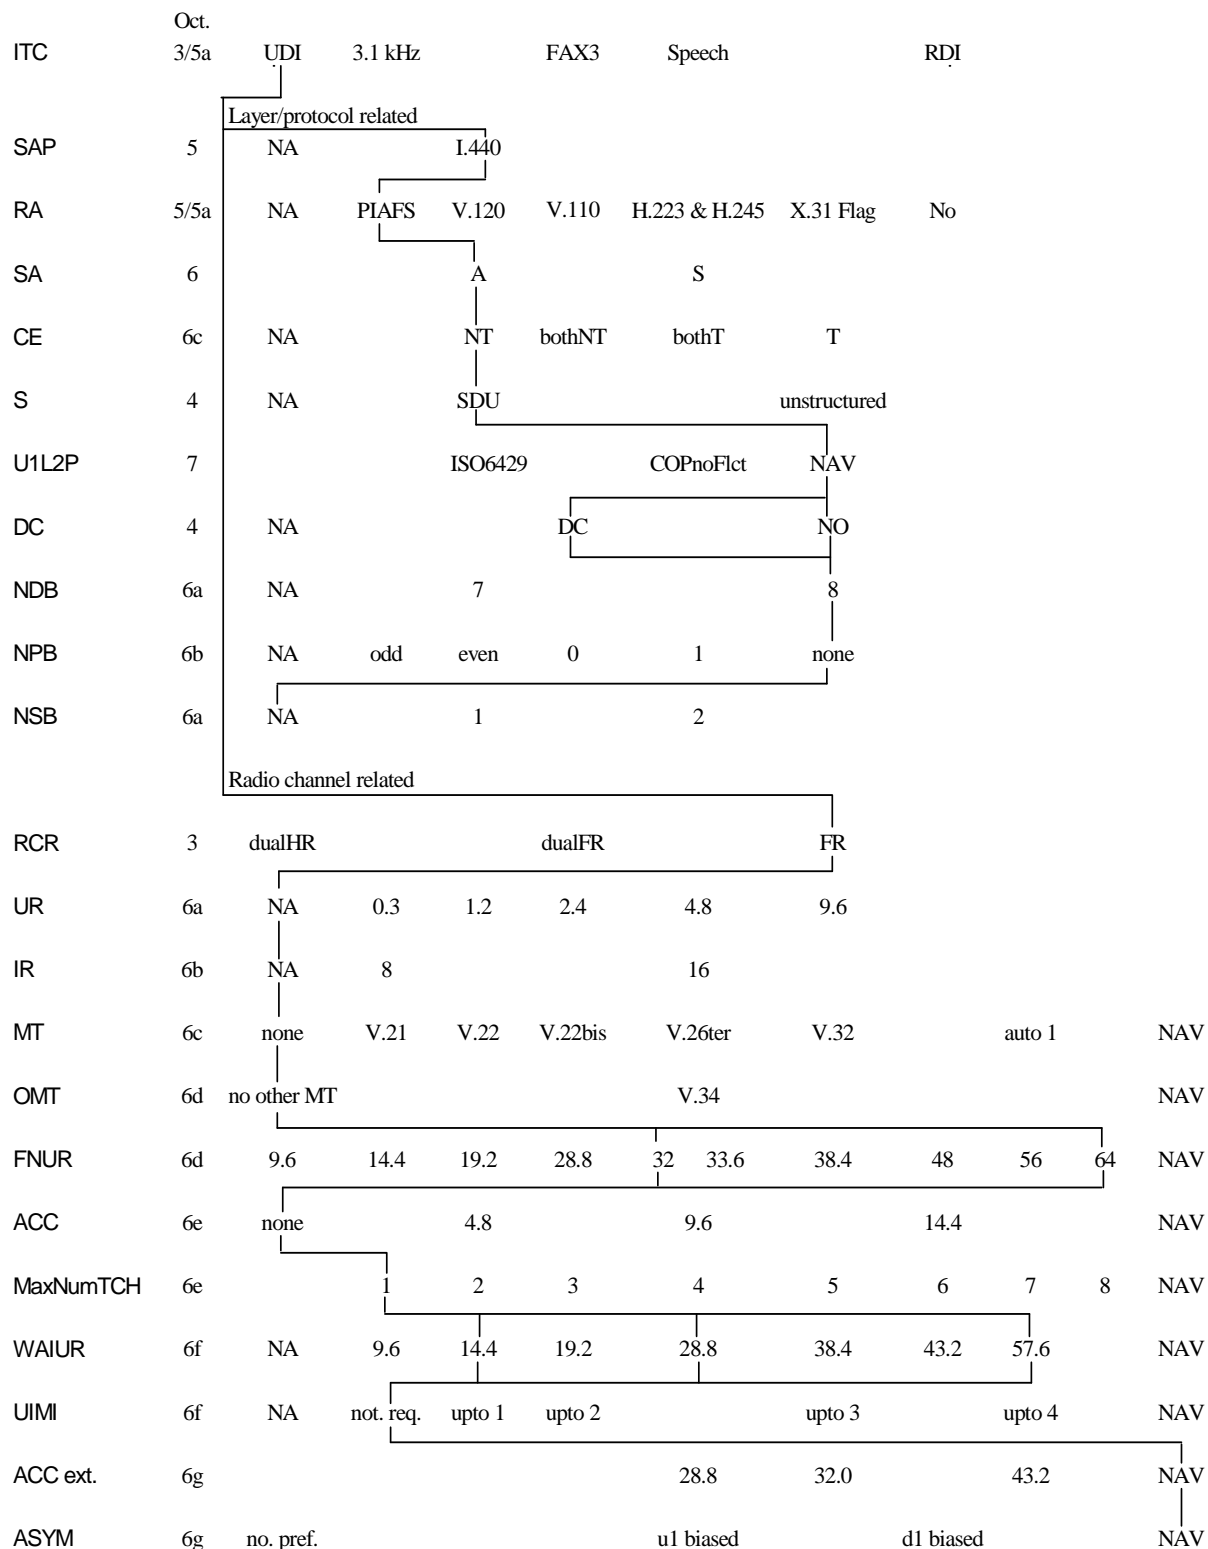 Oct.
ITC 3/5a UDI 3.1 kHz FAX3 Speech RDI
Layer/protocol related
SAP 5 NA I.440
RA 5/5a NA PIAFS V.120 V.110 H.223 & H.245 X.31 Flag No
SA 6 A S
CE 6c NA NT bothNT bothT T
S 4 NA SDU unstructured
U1L2P 7 ISO6429 COPnoFlct NAV
DC 4 NA DC NO
NDB 6a NA 7 8
NPB 6b NA odd even 0 1 none
NSB 6a NA 1 2
Radio channel related
RCR 3 dualHR dualFR FR
UR 6a NA 0.3 1.2 2.4 4.8 9.6
IR 6b NA 8 16
MT 6c none V.21 V.22 V.22bis V.26ter V.32 auto 1 NAV
OMT 6d no other MT V.34 NAV
FNUR 6d 9.6 14.4 19.2 28.8 32 33.6 38.4 48 56 64 NAV
ACC 6e none 4.8 9.6 14.4 NAV
MaxNumTCH 6e 1 2 3 4 5 6 7 8 NAV
WAIUR 6f NA 9.6 14.4 19.2 28.8 38.4 43.2 57.6 NAV
UIMI 6f NA not. req. upto 1 upto 2 upto 3 upto 4 NAV
ACC ext. 6g 28.8 32.0 43.2 NAV
ASYM 6g no. pref. u1 biased d1 biased NAV